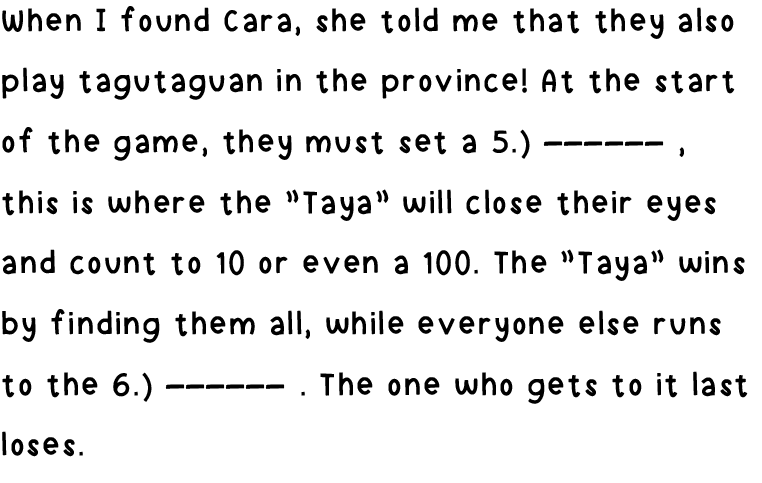 When I found Cara, she told me that they also
play tagutaguan in the province! At the start
of the game, they must set a 5.) ------ ,
this is where the "Taya" will close their eyes
and count to 10 or even a 100. The "Taya" wins
by finding them all, while everyone else runs
to the 6.) ------ . The one who gets to it last
loses.